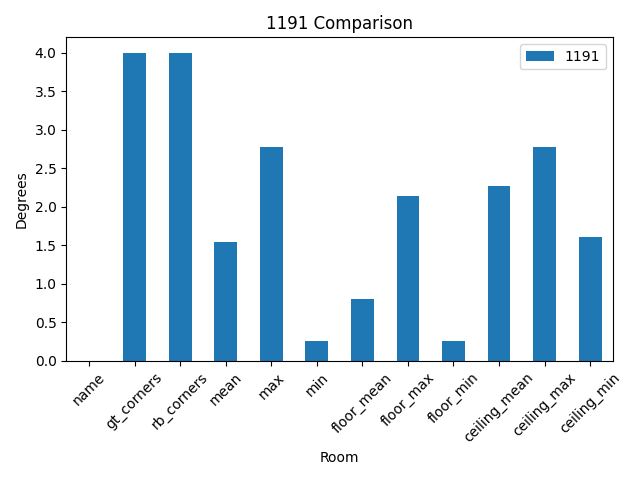 1191 Comparison
1191
Degrees
4.0
3.5
3.0
2.5
2.0
1.5
1.0
0.5
0.0
name
gt_corners
rb_corners
mean
max
min
floor_mean
floor_max
floor_min
ceiling_mean
ceiling_max
ceiling_min
Room